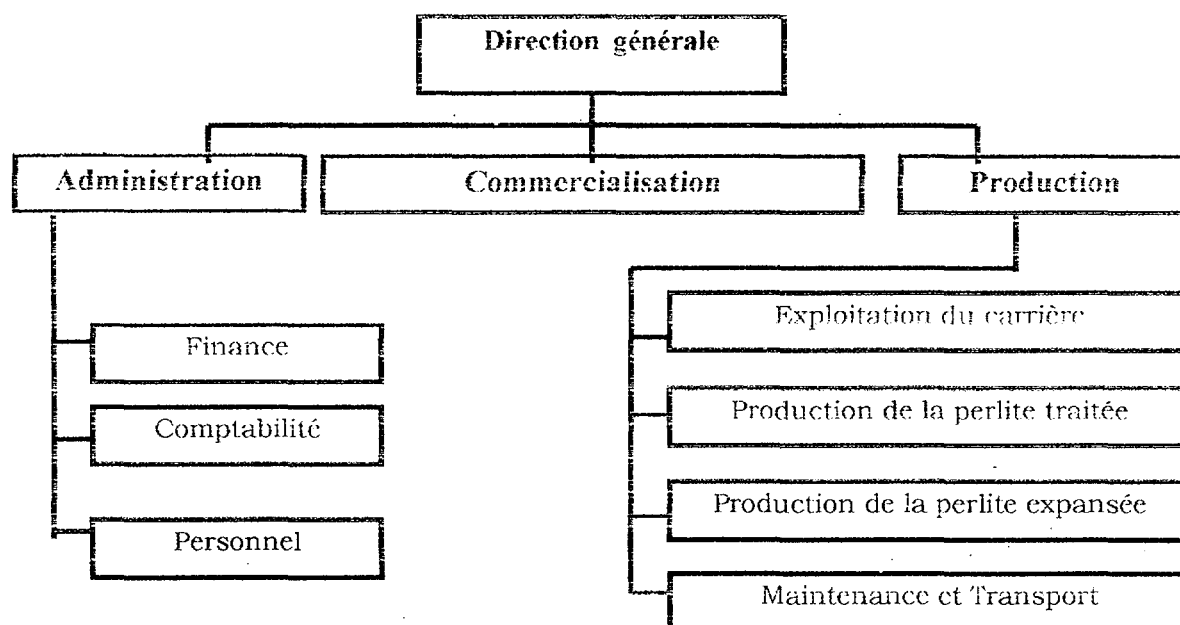 Direction générale
Administration
Commercialisation
Production
Finance
Comptabilité
Personnel
Exploitation du carrière
Production de la perlite traitée
Production de la perlite expansée
Maintenance et Transport